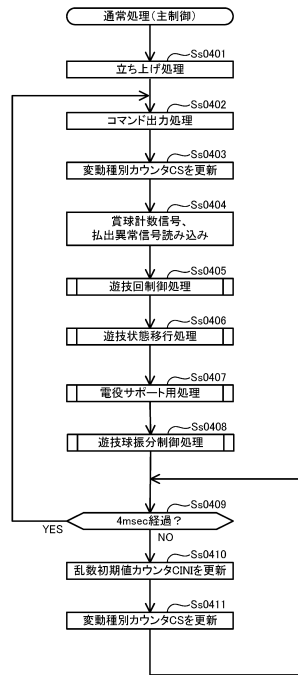 通常処理(主制御)
Ss0401
立ち上げ処理
Ss0402
コマンド出力処理
Ss0403
変動種別カウンタCSを更新
Ss0404
賞球計数信号、
払出異常信号読み込み
Ss0405
遊技回制御処理
Ss0406
遊技状態移行処理
Ss0407
電役サポート用処理
Ss0408
遊技球振分制御処理
Ss0409
4msec経過?
YES
NO
Ss0410
乱数初期値カウンタCINIを更新
Ss0411
変動種別カウンタCSを更新